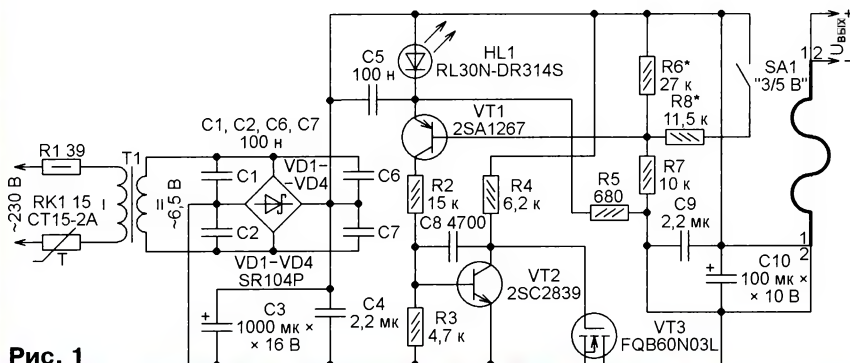 R1 39
RK1 15
СТ15-2А
~230 В
Т
T1
I
II
~6,5 В
C1, C2, C6, C7
100 н
C1
C2
VD1–
–VD4
VD1–VD4
SR104P
C6
C7
C3
1000 мк ×
× 16 В
C4
2,2 мк
C5
100 н
HL1
RL30N-DR314S
VT1
2SA1267
R2
15 к
C8 4700
R3
4,7 к
R4
6,2 к
VT2
2SC2839
R5
680
R6*
27 к
R8*
11,5 к
R7
10 к
C9
2,2 мк
SA1
"3/5 В"
1
2
+
Uвых
–
1
2
C10
100 мк ×
× 10 В
VT3
FQB60N03L
Рис. 1